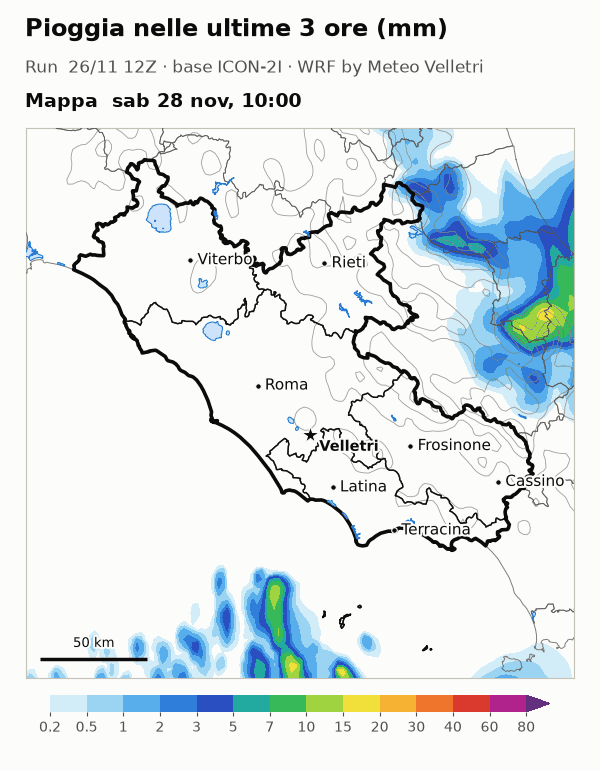 Pioggia nelle ultime 3 ore (mm)
Run  26/11 12Z · base ICON-2I · WRF by Meteo Velletri
Mappa  sab 28 nov, 10:00
Viterbo
Rieti
Roma
Velletri
Frosinone
Latina
Cassino
Terracina
50 km
0.2 0.5 1 2 3 5 7 10 15 20 30 40 60 80